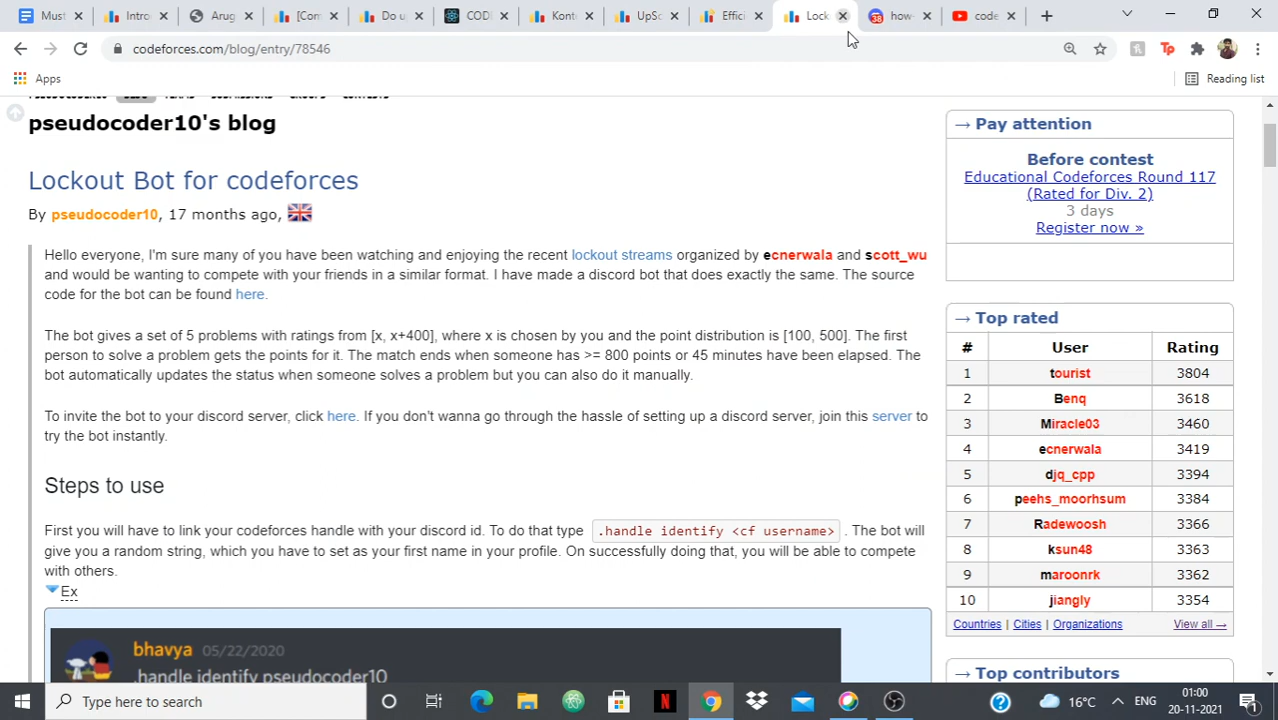 Must
Intro
Arug
[Com
Do u
CODI
Kont
UpSo
Effici
Lock
how-
code
codeforces.com/blog/entry/78546
Apps
Reading list
pseudocoder10's blog
Lockout Bot for codeforces
By pseudocoder10, 17 months ago,
Hello everyone, I'm sure many of you have been watching and enjoying the recent lockout streams organized by ecnerwala and scott_wu
and would be wanting to compete with your friends in a similar format. I have made a discord bot that does exactly the same. The source
code for the bot can be found here.
The bot gives a set of 5 problems with ratings from [x, x+400], where x is chosen by you and the point distribution is [100, 500]. The first
person to solve a problem gets the points for it. The match ends when someone has >= 800 points or 45 minutes have been elapsed. The
bot automatically updates the status when someone solves a problem but you can also do it manually.
To invite the bot to your discord server, click here. If you don't wanna go through the hassle of setting up a discord server, join this server to
try the bot instantly.
Steps to use
First you will have to link your codeforces handle with your discord id. To do that type .handle identify <cf username> . The bot will
give you a random string, which you have to set as your first name in your profile. On successfully doing that, you will be able to compete
with others.
Ex
bhavya 05/22/2020
.handle identify pseudocoder10
→ Pay attention
Before contest
Educational Codeforces Round 117
(Rated for Div. 2)
3 days
Register now »
→ Top rated
# User Rating
1 tourist 3804
2 Benq 3618
3 Miracle03 3460
4 ecnerwala 3419
5 djq_cpp 3394
6 peehs_moorhsum 3384
7 Radewoosh 3366
8 ksun48 3363
9 maroonrk 3362
10 jiangly 3354
Countries | Cities | Organizations View all →
→ Top contributors
Type here to search
16°C
ENG
01:00
20-11-2021
1